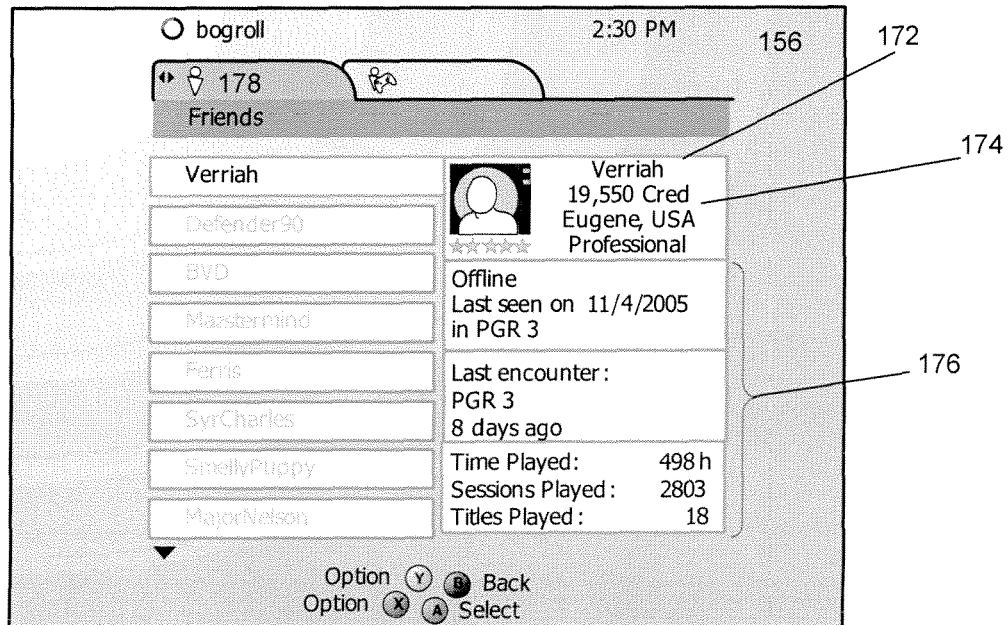 bogroll 2:30 PM
156
172
178
Friends
174
Verriah
Defender90
BVD
Mazstermind
Ferris
SyrCharles
SmellyPuppy
MajorNelson
Verriah
19,550 Cred
Eugene, USA
Professional
Offline
Last seen on 11/4/2005
in PGR 3
176
Last encounter:
PGR 3
8 days ago
Time Played: 498 h
Sessions Played: 2803
Titles Played: 18
Option Y B Back
Option X A Select